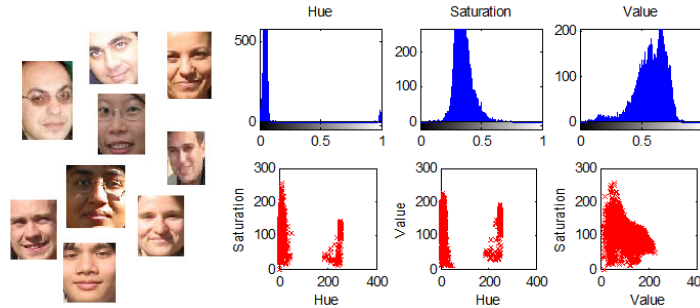 Hue Saturation Value
500 200 200
0 0 100 0
0 0.5 1 0 0.5 1 0 0.5 1
300 300 300
200 200 200
100 100 100
0 0 0
0 200 400 0 200 400 0 200 400
Saturation Value Saturation
Hue Hue Value